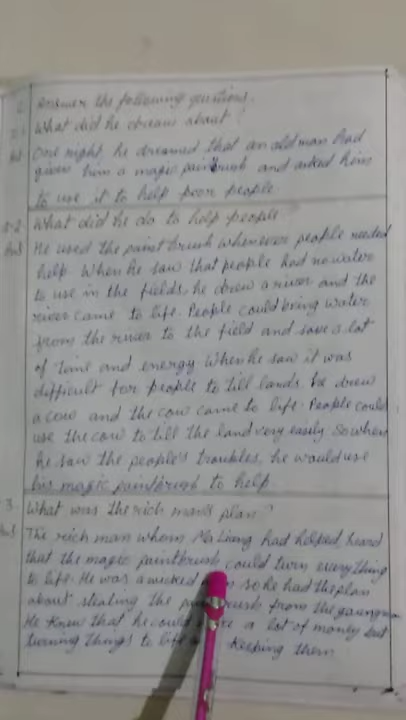 2 Answer the following questions.
Q.1 What did he dream about?
Ans One night, he dreamed that an old man had
given him a magic paintbrush and asked him
to use it to help poor people.
Q-2 What did he do to help people
Ans He used the paint brush whenever people needed
help. When he saw that people had no water
to use in the fields, he drew a river and the
river came to life. People could bring water
from the river to the field and save a lot
of time and energy. When he saw it was
difficult for people to till lands, he drew
a cow and the cow came to life. People could
use the cow to till the land very easily. So when
he saw the people's troubles, he would use
his magic paintbrush to help.
3 What was the rich man's plan?
Ans The rich man whom Ma Liang had helped, heard
that the magic paintbrush could turn everything
to life. He was a wicked so he had the plan
about stealing the from the
He knew that he could a lot of money but
turning things to life keeping them